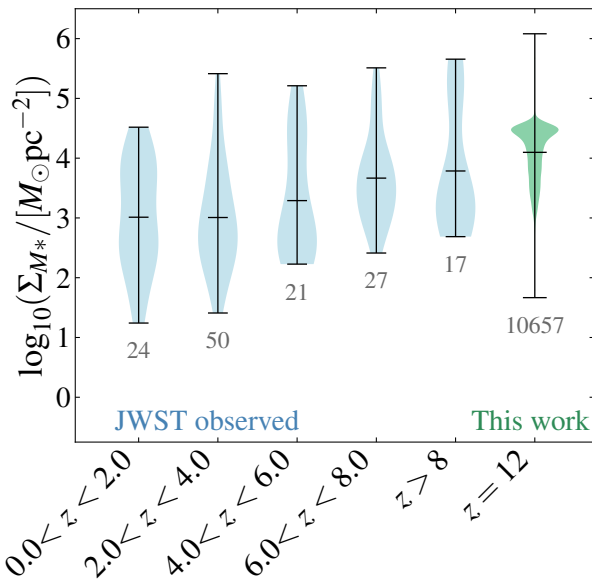 log₁₀(Σ_{M*}/[M_⊙pc⁻²])
6
5
4
3
2
1
0
24
50
21
27
17
10657
JWST observed
This work
0.0< z < 2.0
2.0< z < 4.0
4.0< z < 6.0
6.0< z < 8.0
z > 8
z = 12